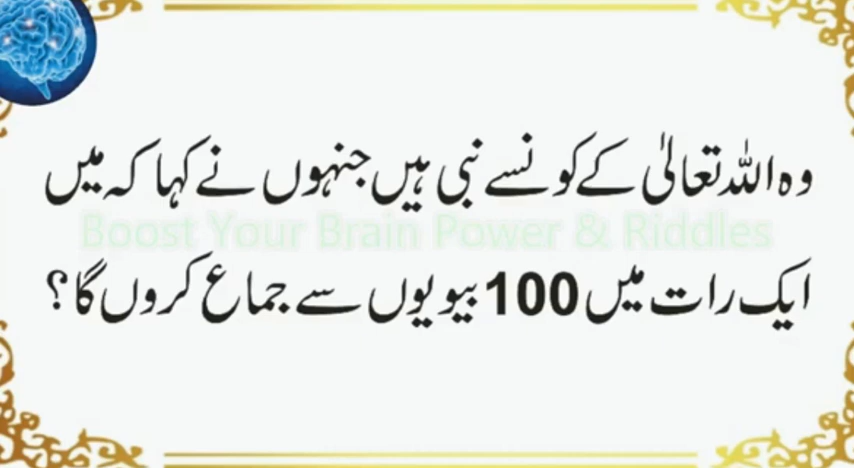 وہ اللہ تعالیٰ کے کونسے نبی ہیں جنہوں نے کہا کہ میں
Boost Your Brain Power & Riddles
ایک رات میں 100 بیویوں سے جماع کروں گا؟